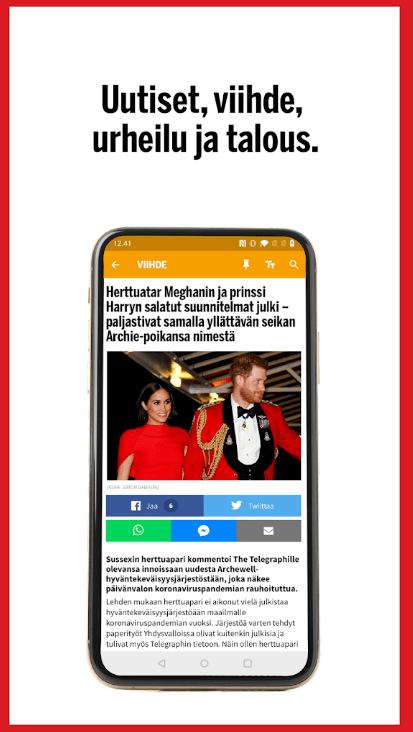 Uutiset, viihde,
urheilu ja talous.
12.41
VIIHDE
Tт
Herttuatar Meghanin ja prinssi
Harryn salatut suunnitelmat julki –
paljastivat samalla yllättävän seikan
Archie-poikansa nimestä
Jaa 6
Twiittaa
Sussexin herttuapari kommentoi The Telegraphille
olevansa innoissaan uudesta Archewell-
hyväntekeväisyysjärjestöstään, joka näkee
päivänvalon koronaviruspandemian rauhoituttua.
Lehden mukaan herttuapari ei aikonut vielä julkistaa
hyväntekeväisyysjärjestöään maailmalle
koronaviruspandemian vuoksi. Järjestöä varten tehdyt
paperityöt Yhdysvalloissa olivat kuitenkin julkisia ja
tulivat myös Telegraphin tietoon. Näin ollen herttuapari